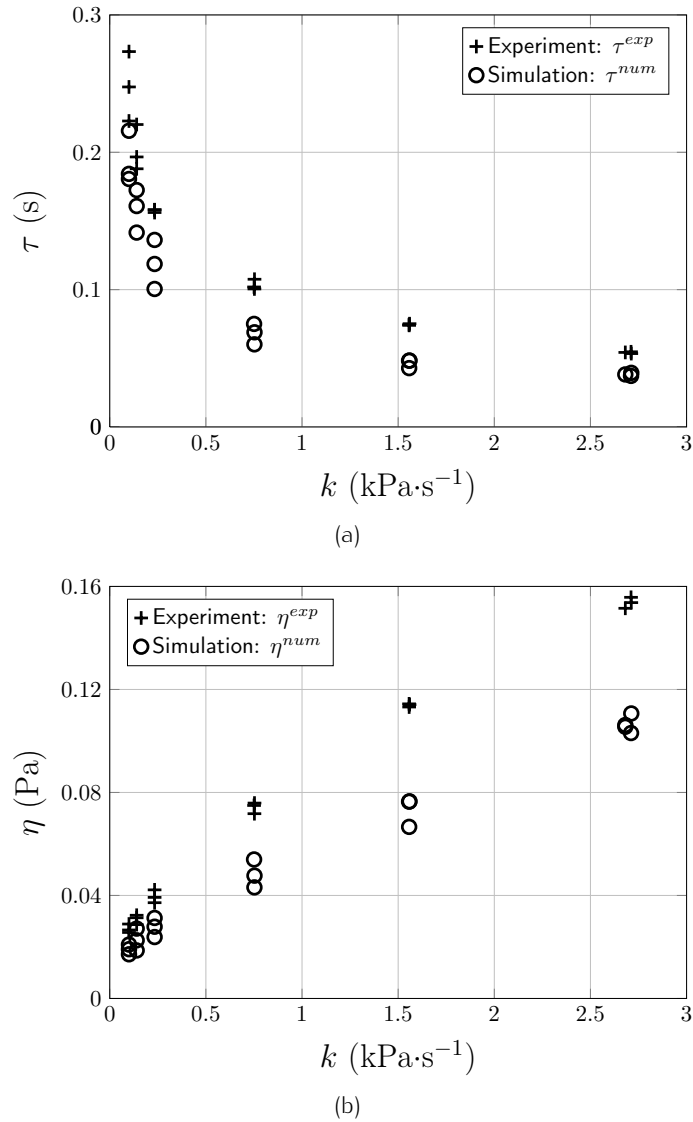 0.3
0.2
0.1
0
τ (s)
Experiment: τ^exp
Simulation: τ^num
0 0.5 1 1.5 2 2.5 3
k (kPa·s⁻¹)
(a)
0.16
0.12
0.08
0.04
0
η (Pa)
Experiment: η^exp
Simulation: η^num
0 0.5 1 1.5 2 2.5 3
k (kPa·s⁻¹)
(b)